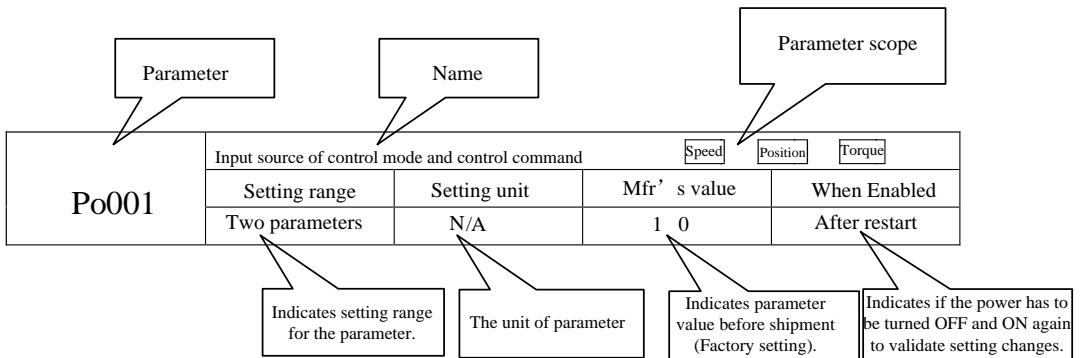 Parameter scope
Parameter
Name
Input source of control mode and control command Speed Position Torque
Po001
Setting range Setting unit Mfr’s value When Enabled
Two parameters N/A 1 0 After restart
Indicates setting range
for the parameter.
The unit of parameter
Indicates parameter
value before shipment
(Factory setting).
Indicates if the power has to
be turned OFF and ON again
to validate setting changes.